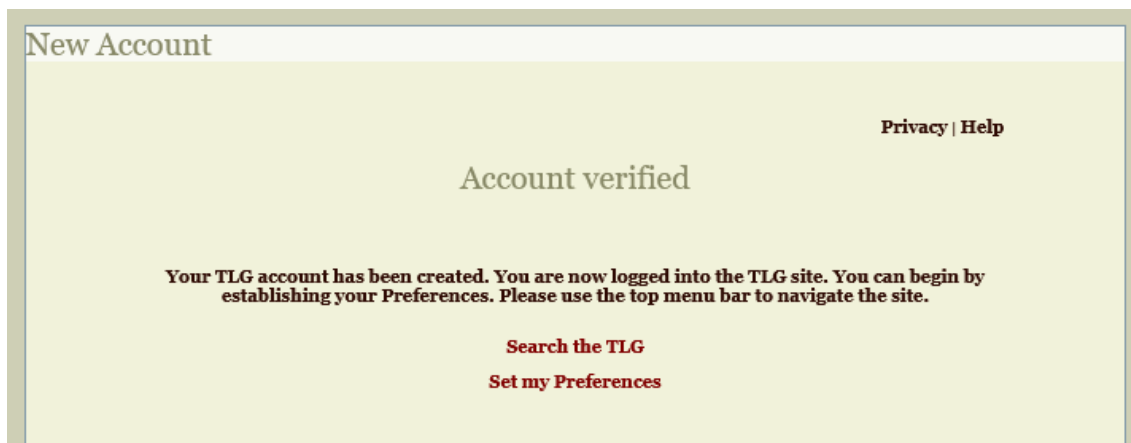 New Account
Privacy | Help
Account verified
Your TLG account has been created. You are now logged into the TLG site. You can begin by
establishing your Preferences. Please use the top menu bar to navigate the site.
Search the TLG
Set my Preferences